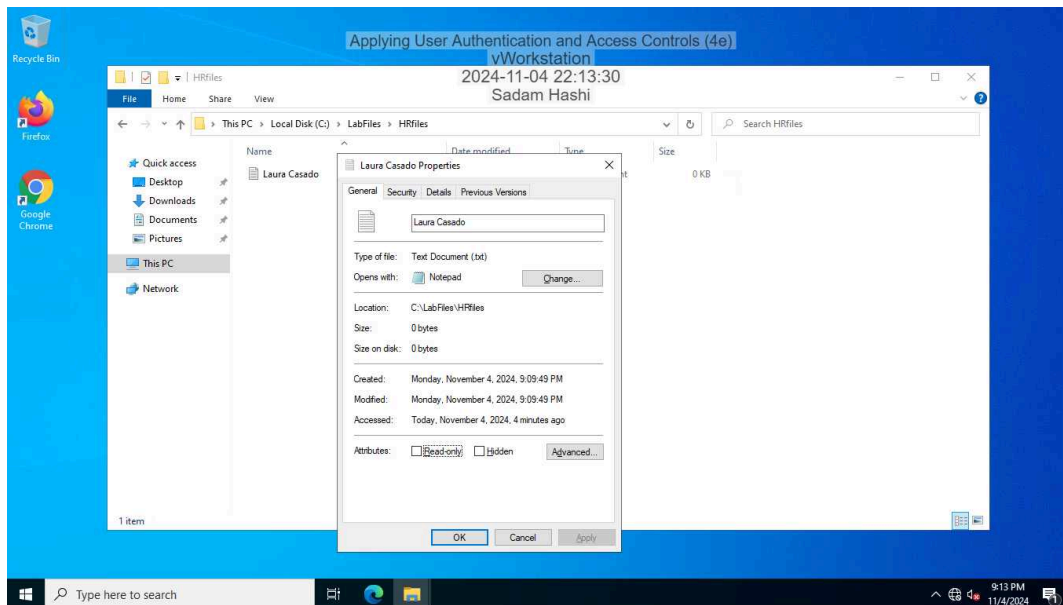 Recycle Bin
Firefox
Google
Chrome
Applying User Authentication and Access Controls (4e)
vWorkstation
2024-11-04 22:13:30
Sadam Hashi
HRfiles
File Home Share View
This PC > Local Disk (C:) > LabFiles > HRfiles
Search HRfiles
Quick access
Desktop
Downloads
Documents
Pictures
This PC
Network
Name Date modified Type Size
Laura Casado 0 KB
Laura Casado Properties
General Security Details Previous Versions
Laura Casado
Type of file: Text Document (.txt)
Opens with: Notepad Change...
Location: C:\LabFiles\HRfiles
Size: 0 bytes
Size on disk: 0 bytes
Created: Monday, November 4, 2024, 9:09:49 PM
Modified: Monday, November 4, 2024, 9:09:49 PM
Accessed: Today, November 4, 2024, 4 minutes ago
Attributes: Read-only Hidden Advanced...
OK Cancel Apply
1 item
Type here to search
9:13 PM
11/4/2024